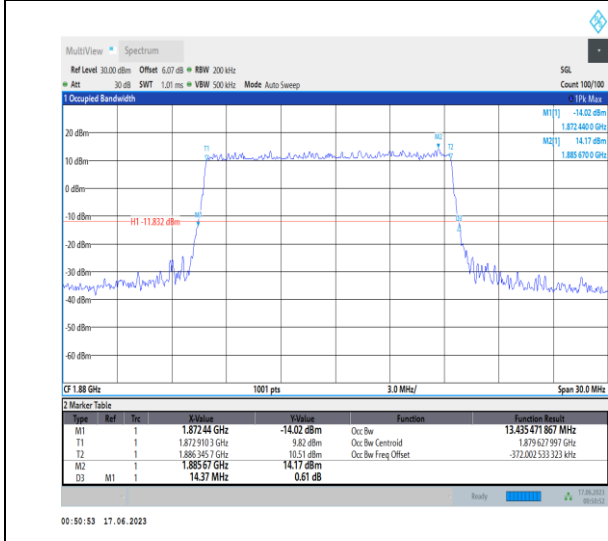 MultiView Spectrum
Ref Level 30.00 dBm Offset 6.07 dB RBW 200 kHz SGL
Att 30 dB SWT 1.01 ms VBW 500 kHz Mode Auto Sweep Count 100/100
1 Occupied Bandwidth 1Pk Max
M1[1] -14.02 dBm
1.872 440 0 GHz
M2[1] 14.17 dBm
1.885 670 0 GHz
M2
T1 T2
20 dBm
10 dBm
0 dBm
-10 dBm
M1
D3
H1 -11.832 dBm
-20 dBm
-30 dBm
-40 dBm
-50 dBm
-60 dBm
CF 1.88 GHz 1001 pts 3.0 MHz/ Span 30.0 MHz
2 Marker Table
Type Ref Trc X-Value Y-Value Function Function Result
M1 1 1.872 44 GHz -14.02 dBm Occ Bw 13.435 471 867 MHz
T1 1 1.872 910 3 GHz 9.82 dBm Occ Bw Centroid 1.879 627 997 GHz
T2 1 1.886 345 7 GHz 10.51 dBm Occ Bw Freq Offset -372.002 533 323 kHz
M2 1 1.885 67 GHz 14.17 dBm
D3 M1 1 14.37 MHz 0.61 dB
Ready 17.06.2023
00:50:52
00:50:53 17.06.2023